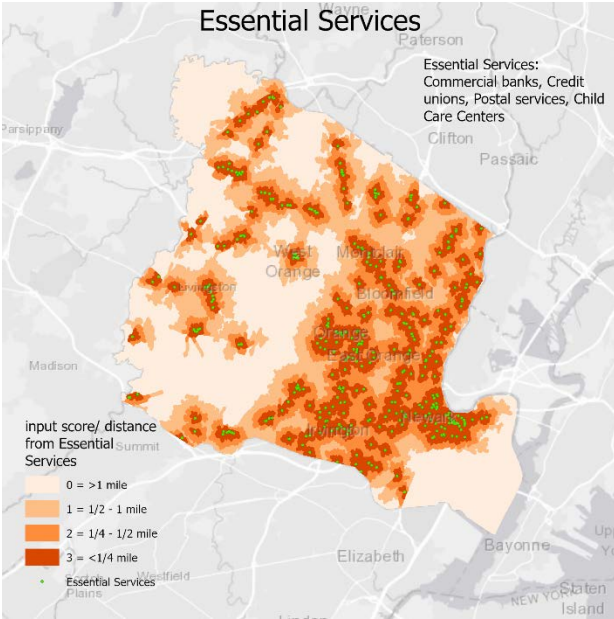 Essential Services
Wayne
Paterson
Essential Services:
Commercial banks, Credit
unions, Postal services, Child
Care Centers
Parsippany
Clifton
Passaic
West
Orange
Montclair
Livingston
Bloomfield
Orange
East Orange
Madison
Newark
Irvington
input score/ distance
from Essential
Services
Summit
0 = >1 mile
1 = 1/2 - 1 mile
2 = 1/4 - 1/2 mile
3 = <1/4 mile
Essential Services
Westfield
Plains
Elizabeth
Bayonne
NEW YORK
Staten
Island
Linden